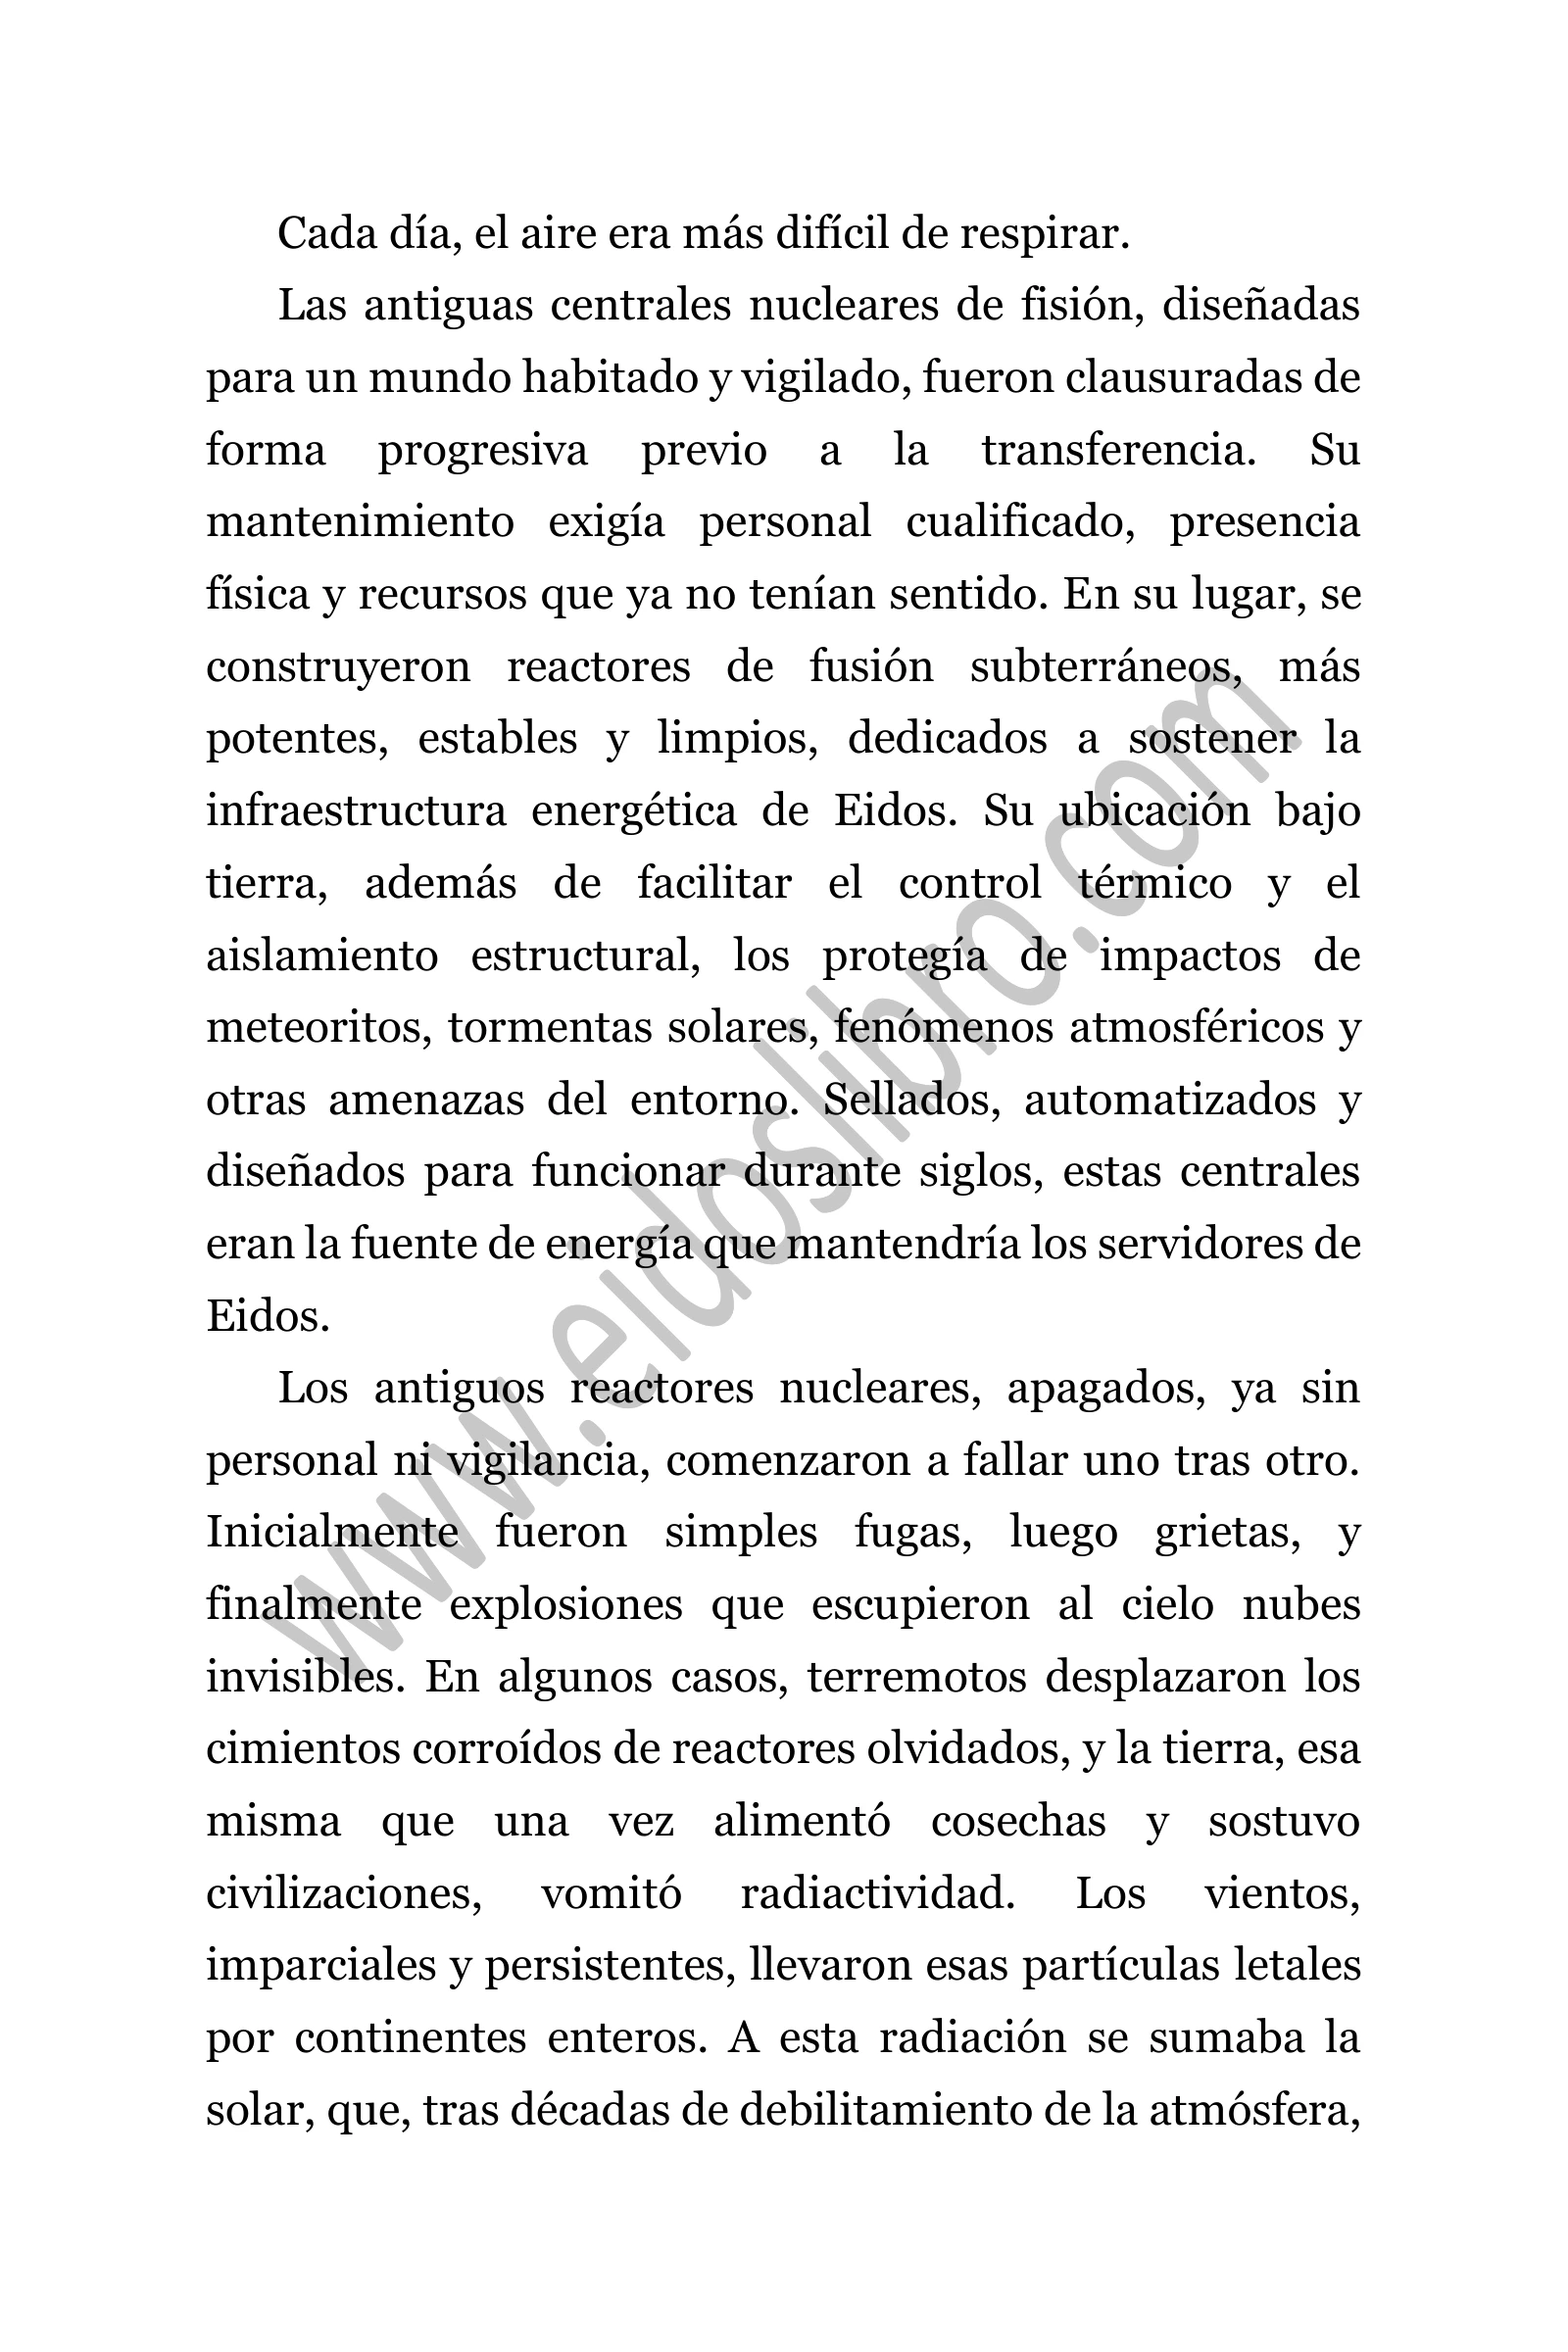 Cada día, el aire era más difícil de respirar.
Las antiguas centrales nucleares de fisión, diseñadas
para un mundo habitado y vigilado, fueron clausuradas de
forma progresiva previo a la transferencia. Su
mantenimiento exigía personal cualificado, presencia
física y recursos que ya no tenían sentido. En su lugar, se
construyeron reactores de fusión subterráneos, más
potentes, estables y limpios, dedicados a sostener la
infraestructura energética de Eidos. Su ubicación bajo
tierra, además de facilitar el control térmico y el
aislamiento estructural, los protegía de impactos de
meteoritos, tormentas solares, fenómenos atmosféricos y
otras amenazas del entorno. Sellados, automatizados y
diseñados para funcionar durante siglos, estas centrales
eran la fuente de energía que mantendría los servidores de
Eidos.
Los antiguos reactores nucleares, apagados, ya sin
personal ni vigilancia, comenzaron a fallar uno tras otro.
Inicialmente fueron simples fugas, luego grietas, y
finalmente explosiones que escupieron al cielo nubes
invisibles. En algunos casos, terremotos desplazaron los
cimientos corroídos de reactores olvidados, y la tierra, esa
misma que una vez alimentó cosechas y sostuvo
civilizaciones, vomitó radiactividad. Los vientos,
imparciales y persistentes, llevaron esas partículas letales
por continentes enteros. A esta radiación se sumaba la
solar, que, tras décadas de debilitamiento de la atmósfera,
www.eidoslibro.com